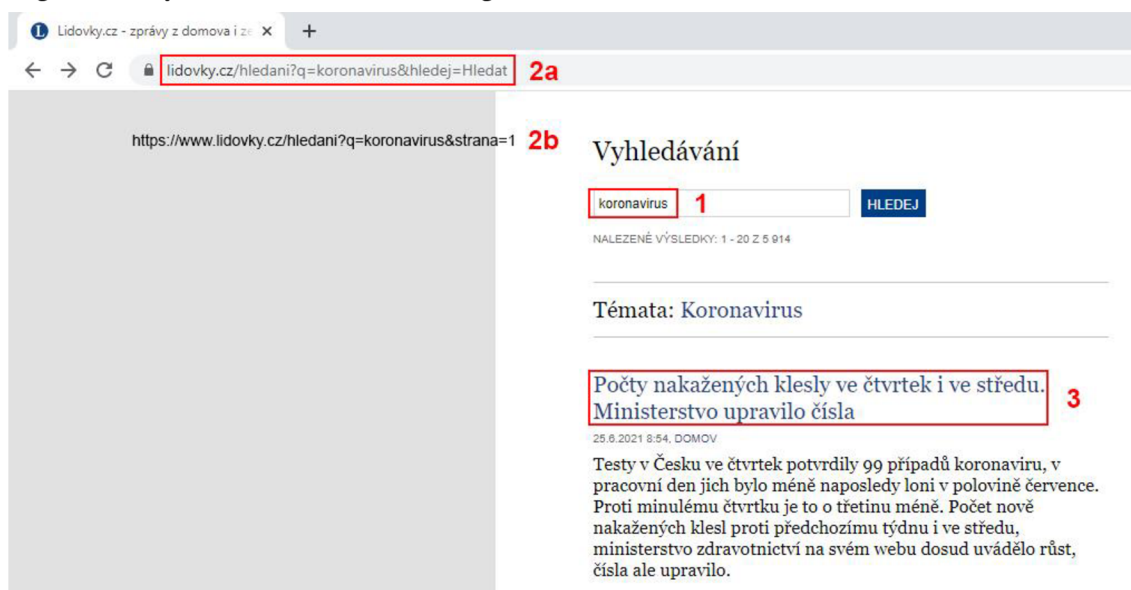 Lidovky.cz - zprávy z domova i ze
lidovky.cz/hledani?q=koronavirus&hledej=Hledat 2a
https://www.lidovky.cz/hledani?q=koronavirus&strana=1 2b
Vyhledávání
koronavirus 1 HLEDEJ
NALEZENÉ VÝSLEDKY: 1 - 20 Z 5 914
Témata: Koronavirus
Počty nakažených klesly ve čtvrtek i ve středu.
Ministerstvo upravilo čísla
3
25.6.2021 8:54, DOMOV
Testy v Česku ve čtvrtek potvrdily 99 případů koronaviru, v
pracovní den jich bylo méně naposledy loni v polovině července.
Proti minulému čtvrtku je to o třetinu méně. Počet nově
nakažených klesl proti předchozímu týdnu i ve středu,
ministerstvo zdravotnictví na svém webu dosud uvádělo růst,
čísla ale upravilo.